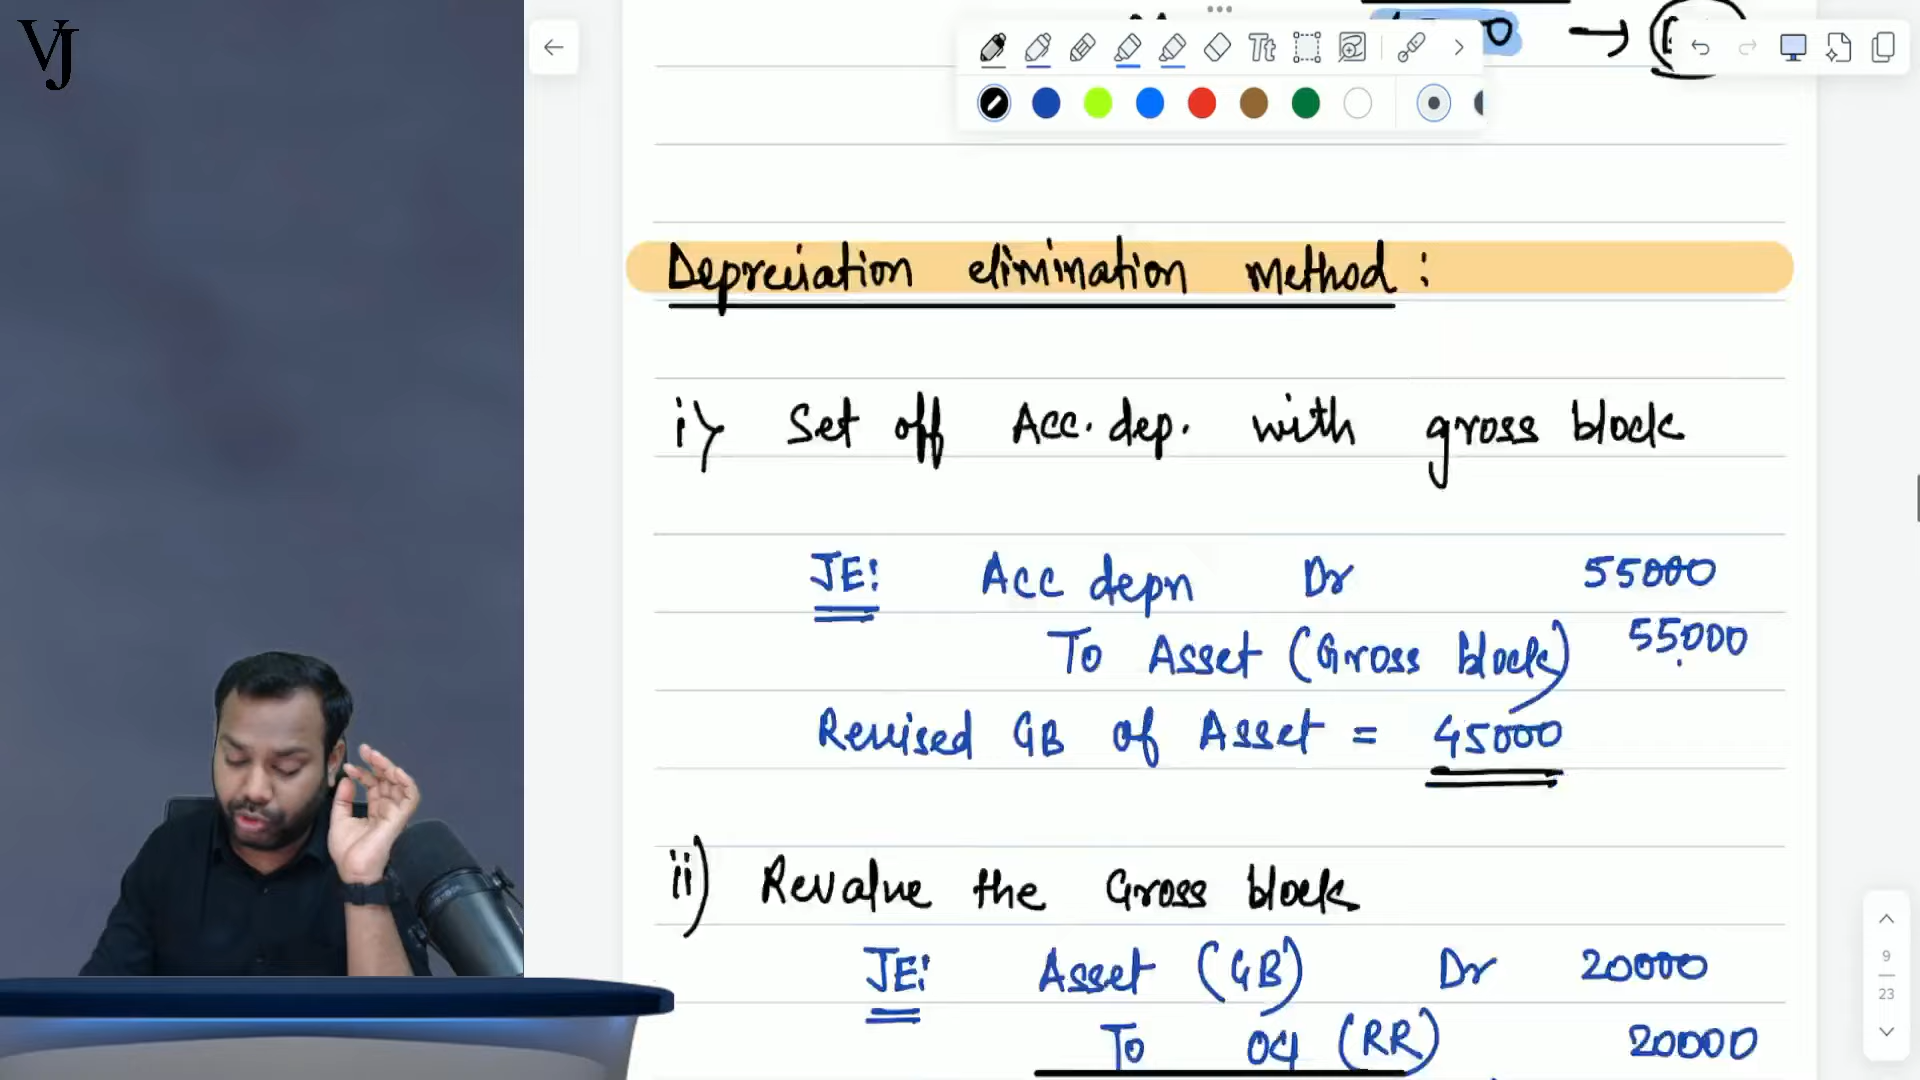 VJ
Tt
Depreciation elimination method :
i) Set off Acc. dep. with gross block
JE: Acc depn Dr 55000
To Asset (Gross block) 55000
Revised GB of Asset = 45000
ii) Revalue the Gross block
JE: Asset (GB) Dr 20000
To OCI (RR) 20000
9
23